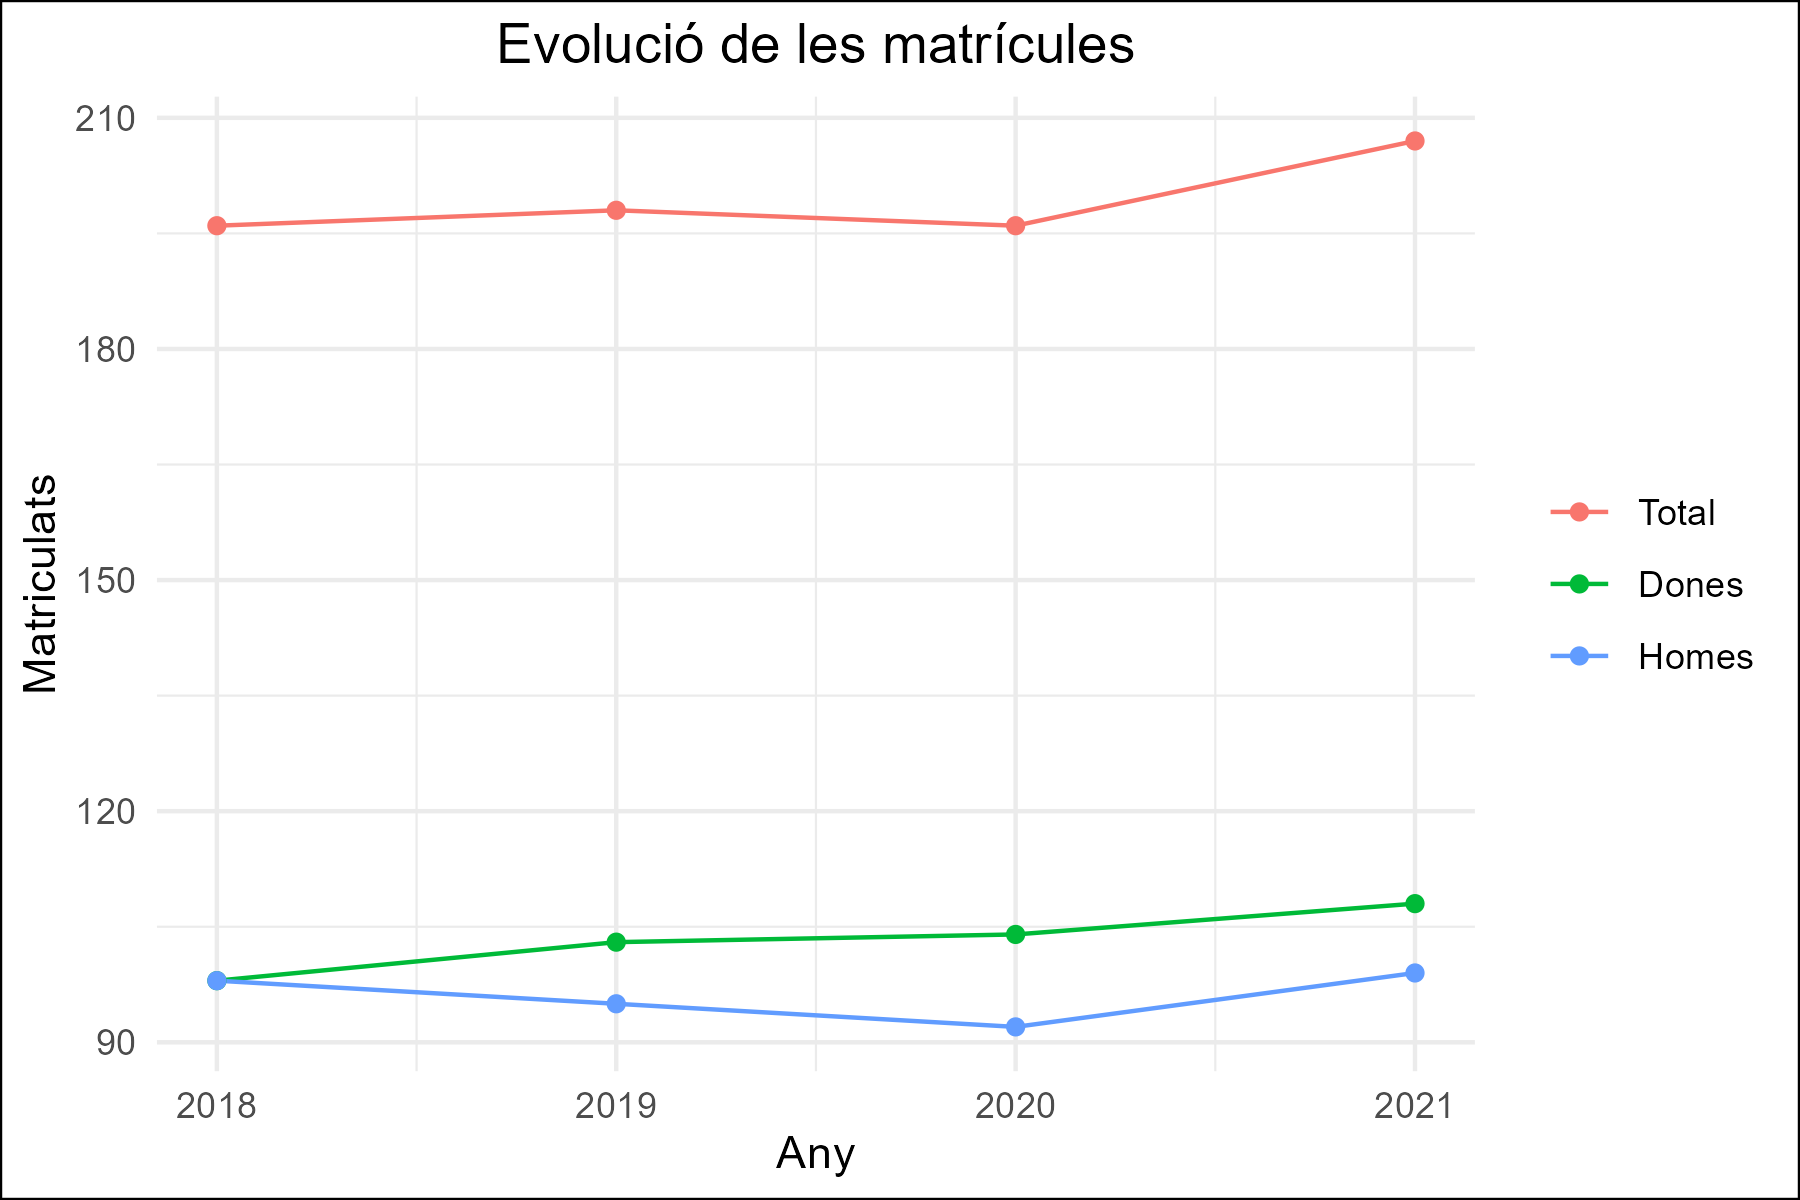 Evolució de les matrícules
210
180
150
120
90
Matriculats
2018
2019
2020
2021
Any
Total
Dones
Homes